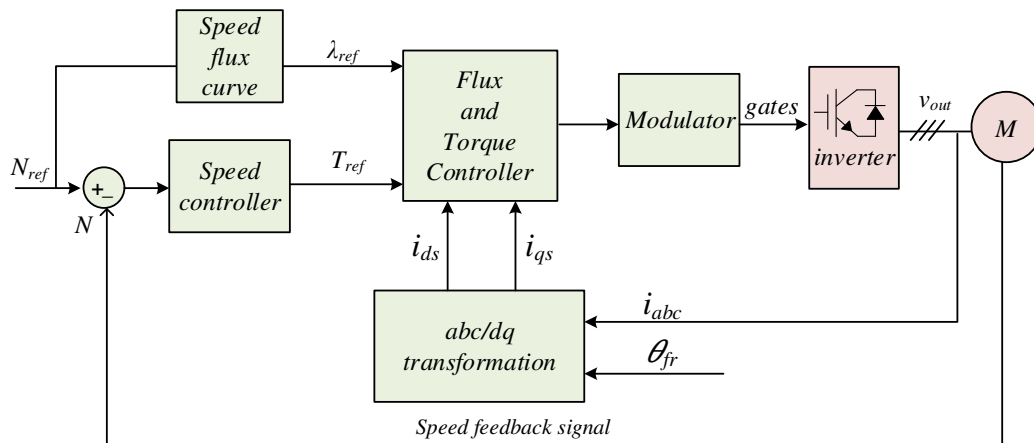 Speed
flux
curve
λref
Flux
and
Torque
Controller
Modulator
gates
inverter
vout
M
Nref
+
−
N
Speed
controller
Tref
ids
iqs
abc/dq
transformation
iabc
θfr
Speed feedback signal